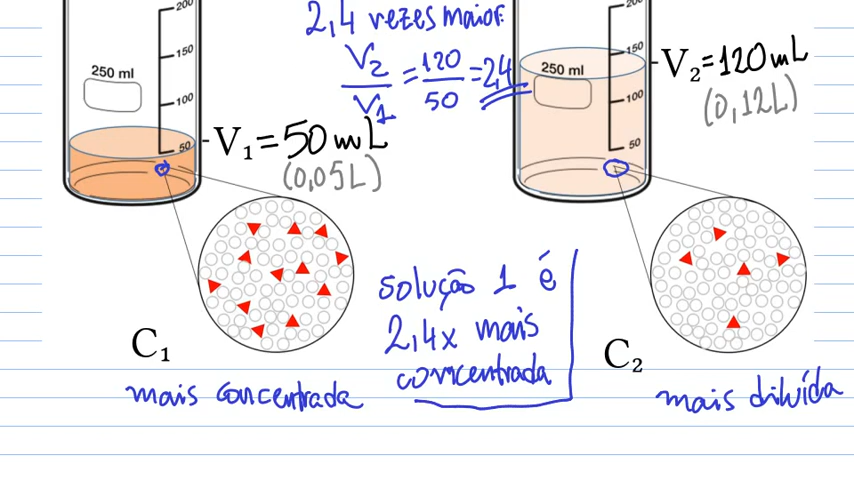 2,4 vezes maior:
V2/V1 = 120/50 = 2,4
200
150
100
50
250 ml
V1 = 50 mL
(0,05L)
200
150
100
50
250 ml
V2 = 120 mL
(0,12L)
solução 1 é
2,4x mais
concentrada
C1
mais concentrada
C2
mais diluída